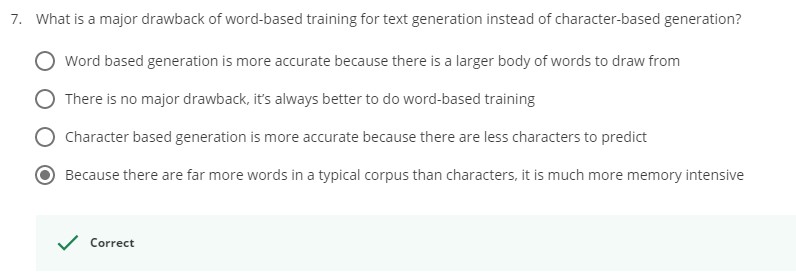 7. What is a major drawback of word-based training for text generation instead of character-based generation?
Word based generation is more accurate because there is a larger body of words to draw from
There is no major drawback, it's always better to do word-based training
Character based generation is more accurate because there are less characters to predict
Because there are far more words in a typical corpus than characters, it is much more memory intensive
Correct